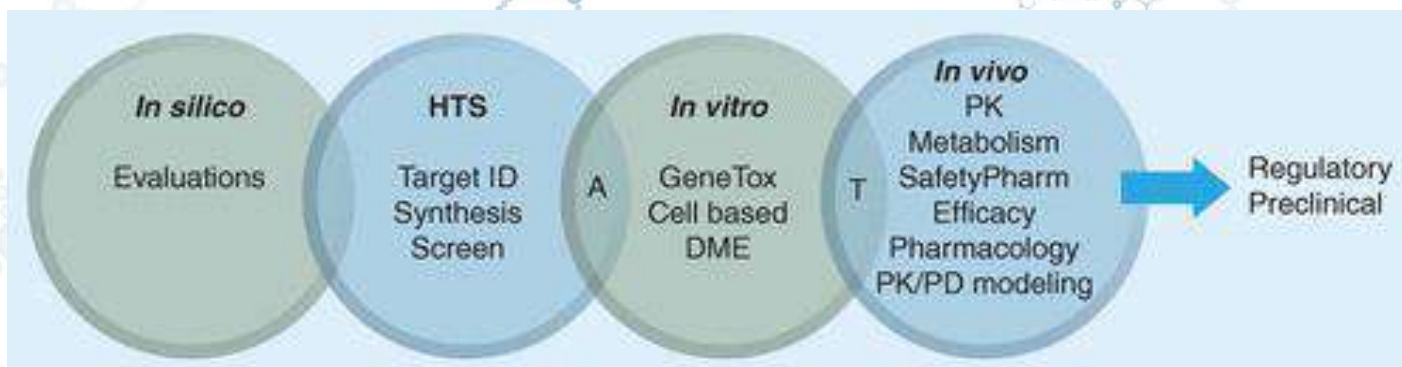 In silico
Evaluations
HTS
Target ID
Synthesis
Screen
A
In vitro
GeneTox
Cell based
DME
T
In vivo
PK
Metabolism
SafetyPharm
Efficacy
Pharmacology
PK/PD modeling
Regulatory
Preclinical